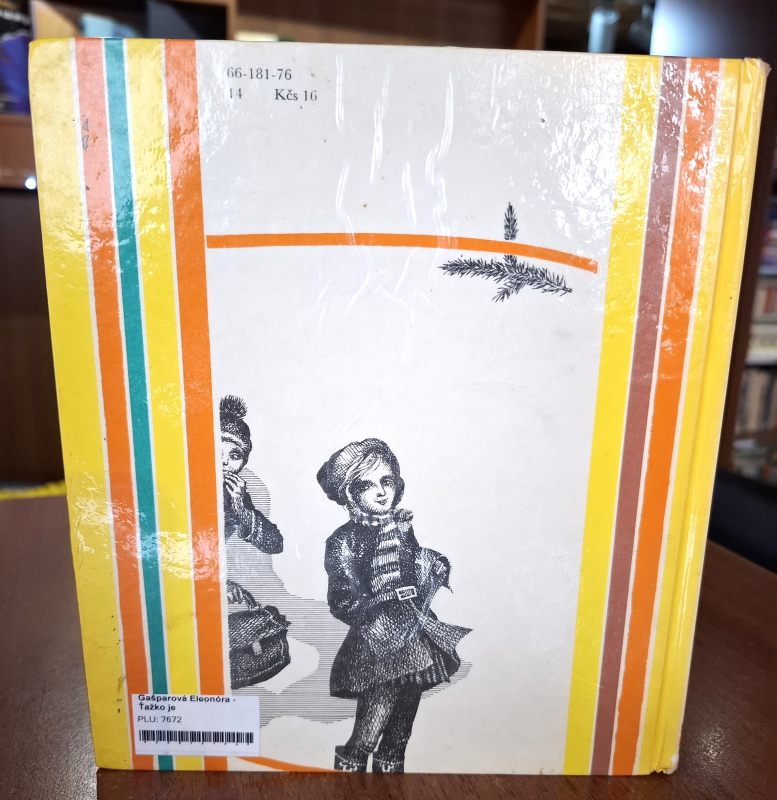 66-181-76
14 Kčs 16
Gašparová Eleonóra -
Ťažko je
PLU: 7672